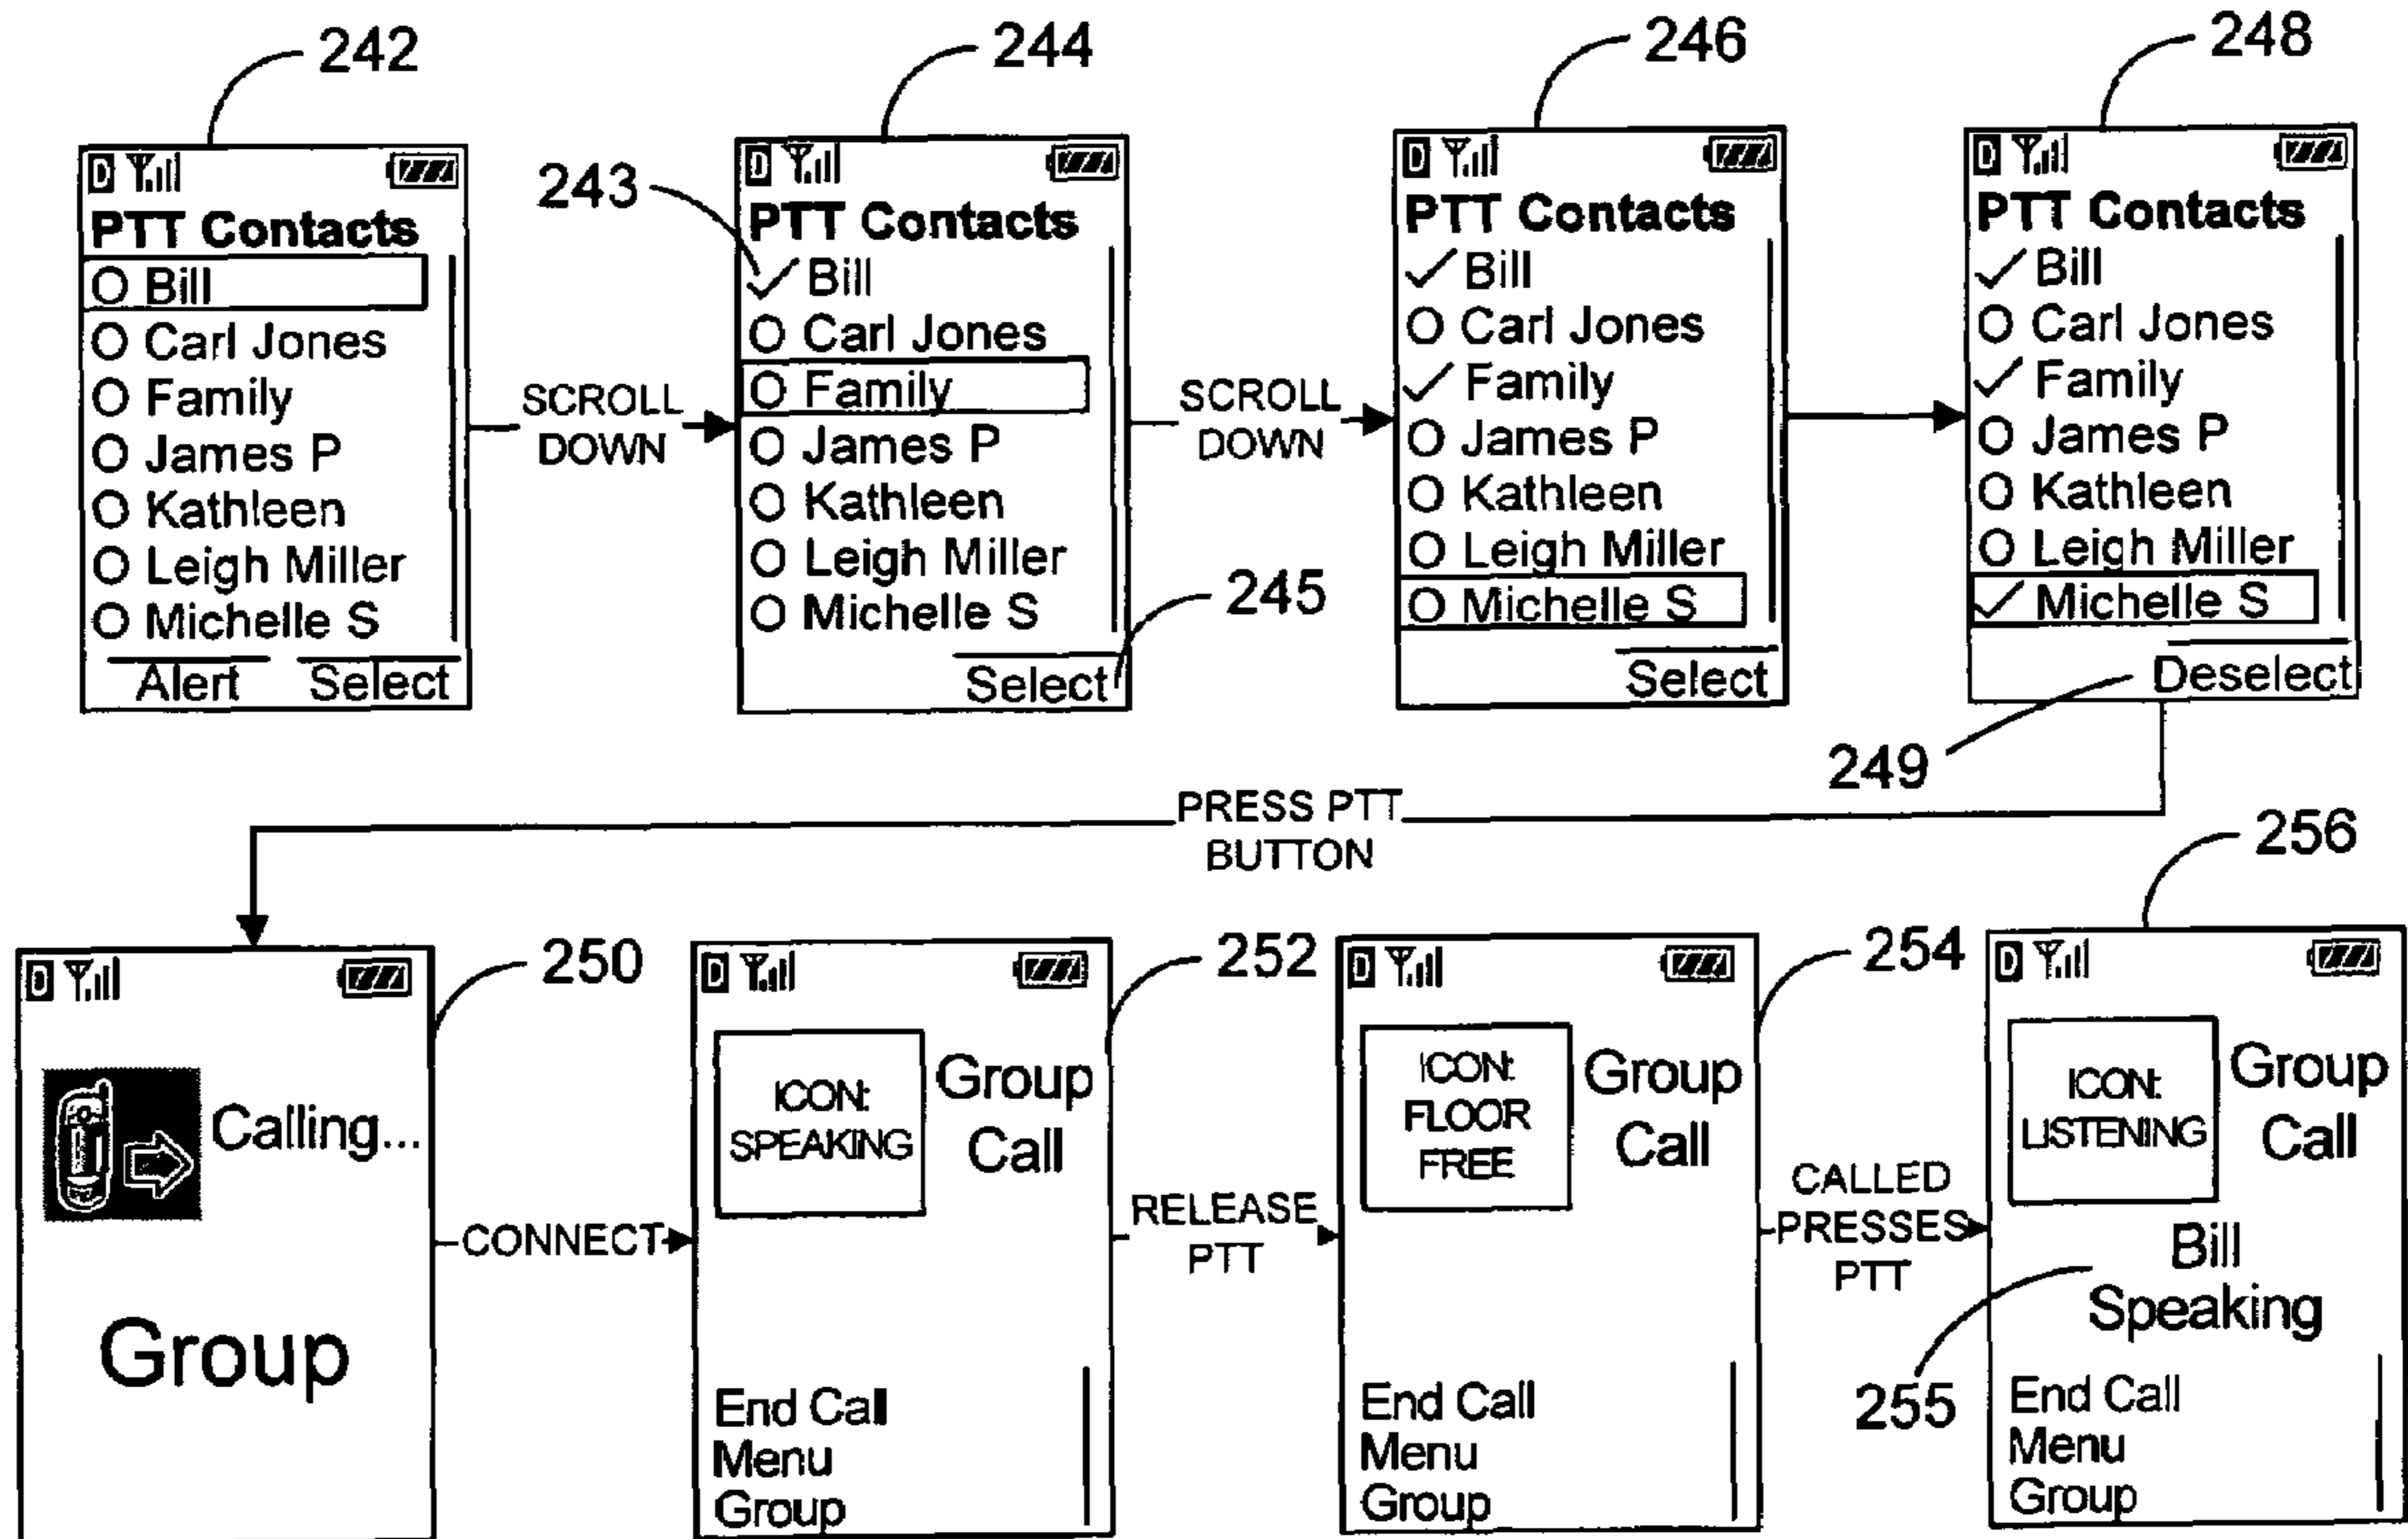 242
244
246
248
D
PTT Contacts
Bill
Carl Jones
Family
James P
Kathleen
Leigh Miller
Michelle S
Alert Select
SCROLL
DOWN
243
D
PTT Contacts
Bill
Carl Jones
Family
James P
Kathleen
Leigh Miller
Michelle S
Select
245
SCROLL
DOWN
D
PTT Contacts
Bill
Carl Jones
Family
James P
Kathleen
Leigh Miller
Michelle S
Select
D
PTT Contacts
Bill
Carl Jones
Family
James P
Kathleen
Leigh Miller
Michelle S
Deselect
249
PRESS PTT
BUTTON
250
D
Calling...
Group
CONNECT
252
D
ICON:
SPEAKING
Group
Call
End Call
Menu
Group
RELEASE
PTT
254
D
ICON:
FLOOR
FREE
Group
Call
End Call
Menu
Group
CALLED
PRESSES
PTT
256
D
ICON:
LISTENING
Group
Call
Bill
Speaking
255
End Call
Menu
Group